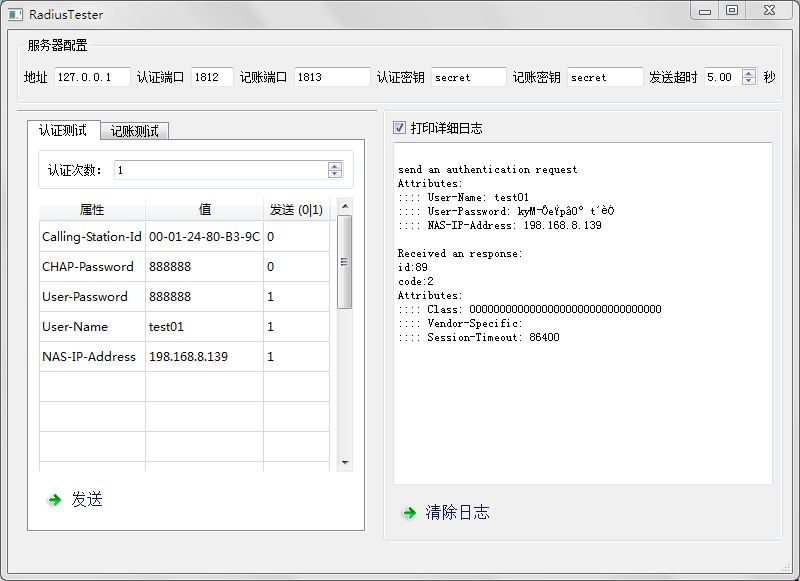 RadiusTester
服务器配置
地址 127.0.0.1 认证端口 1812 记账端口 1813 认证密钥 secret 记账密钥 secret 发送超时 5.00 秒
认证测试 记账测试
认证次数: 1
属性 值 发送 (0|1)
Calling-Station-Id 00-01-24-80-B3-9C 0
CHAP-Password 888888 0
User-Password 888888 1
User-Name test01 1
NAS-IP-Address 198.168.8.139 1
发送
打印详细日志
send an authentication request
Attributes:
:::: User-Name: test01
:::: User-Password:
:::: NAS-IP-Address: 198.168.8.139
Received an response:
id:89
code:2
Attributes:
:::: Class: 00000000000000000000000000000000
:::: Vendor-Specific:
:::: Session-Timeout: 86400
清除日志